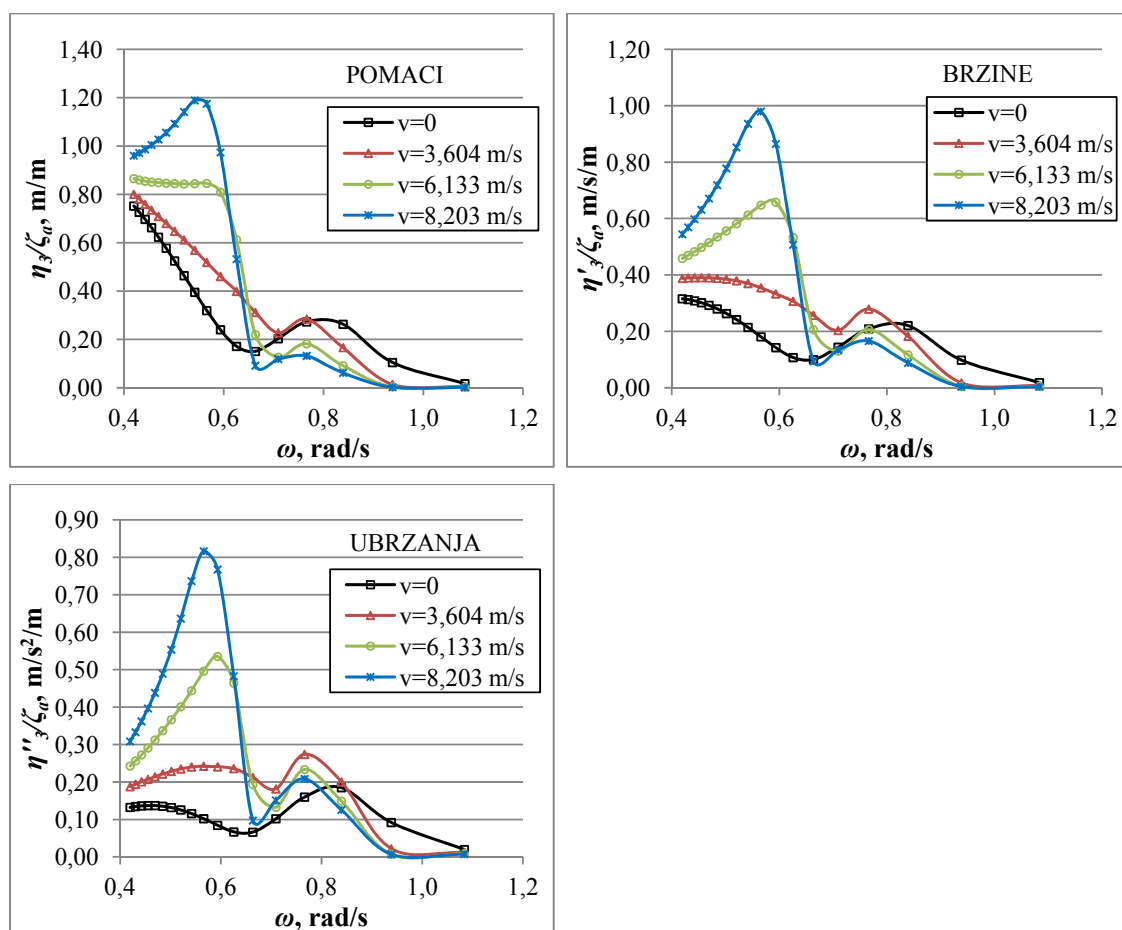 POMACI
η₃/ζₐ, m/m
1,40
1,20
1,00
0,80
0,60
0,40
0,20
0,00
v=0
v=3,604 m/s
v=6,133 m/s
v=8,203 m/s
0,4 0,6 0,8 1,0 1,2
ω, rad/s
BRZINE
η'₃/ζₐ, m/s/m
1,20
1,00
0,80
0,60
0,40
0,20
0,00
v=0
v=3,604 m/s
v=6,133 m/s
v=8,203 m/s
0,4 0,6 0,8 1,0 1,2
ω, rad/s
UBRZANJA
η''₃/ζₐ, m/s²/m
0,90
0,80
0,70
0,60
0,50
0,40
0,30
0,20
0,10
0,00
v=0
v=3,604 m/s
v=6,133 m/s
v=8,203 m/s
0,4 0,6 0,8 1,0 1,2
ω, rad/s